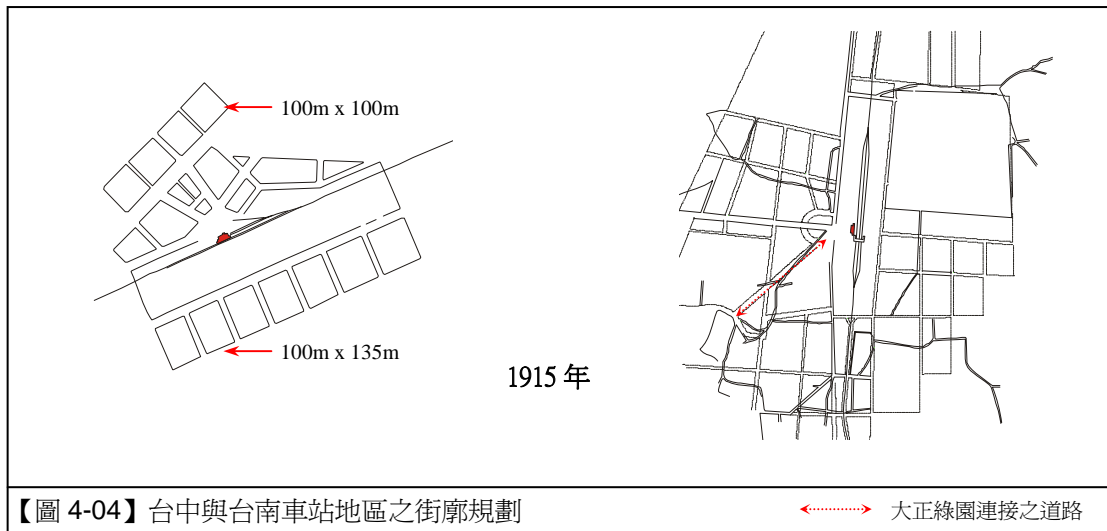 100m x 100m
100m x 135m
1915 年
【圖 4-04】台中與台南車站地區之街廓規劃
大正綠園連接之道路